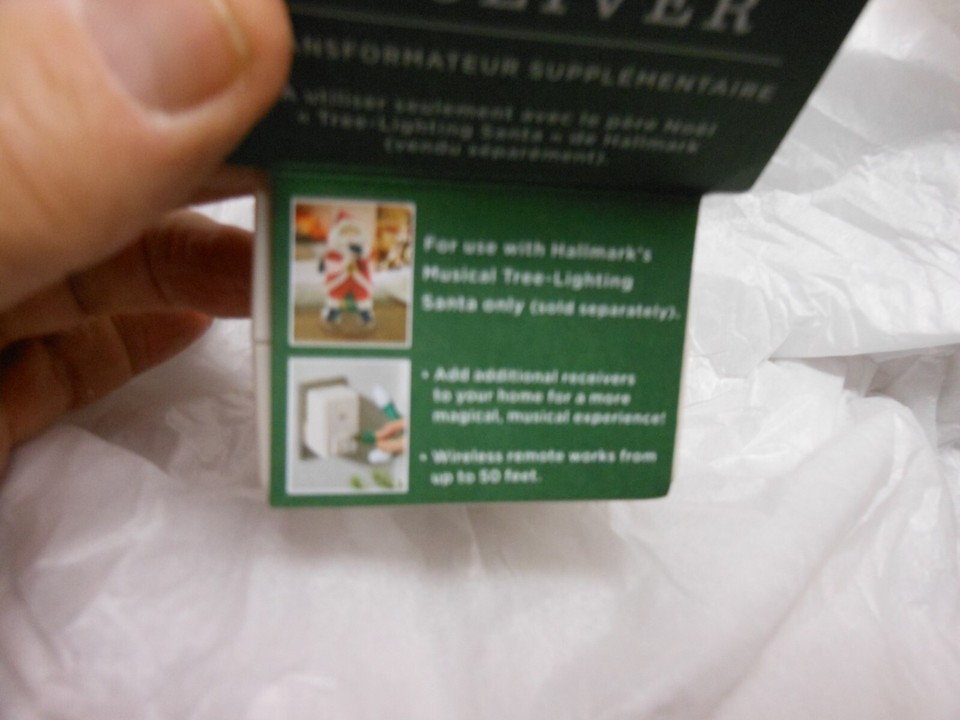 ANSFORMATEUR SUPPLÉMENTAIRE
À utiliser seulement avec le père Noël
« Tree-Lighting Santa » de Hallmark
(vendu séparément).
For use with Hallmark's
Musical Tree-Lighting
Santa only (sold separately).
• Add additional receivers
to your home for a more
magical, musical experience!
• Wireless remote works from
up to 50 feet.